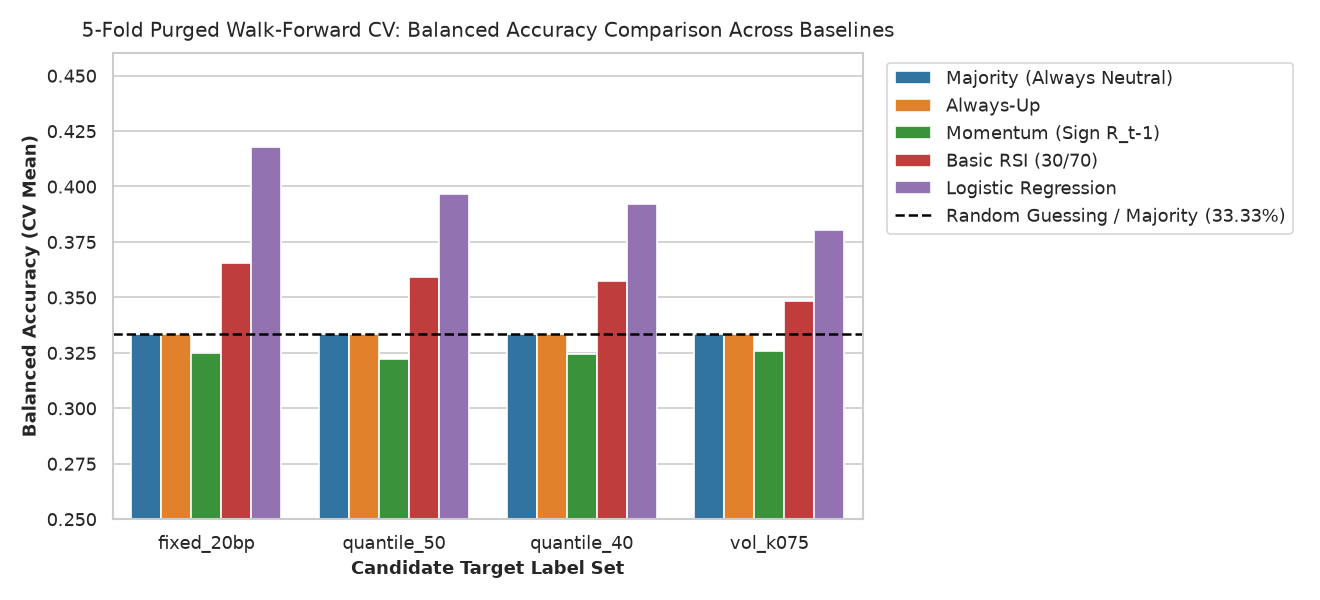 5-Fold Purged Walk-Forward CV: Balanced Accuracy Comparison Across Baselines
Balanced Accuracy (CV Mean)
0.450
0.425
0.400
0.375
0.350
0.325
0.300
0.275
0.250
fixed_20bp
quantile_50
quantile_40
vol_k075
Candidate Target Label Set
Majority (Always Neutral)
Always-Up
Momentum (Sign R_t-1)
Basic RSI (30/70)
Logistic Regression
Random Guessing / Majority (33.33%)